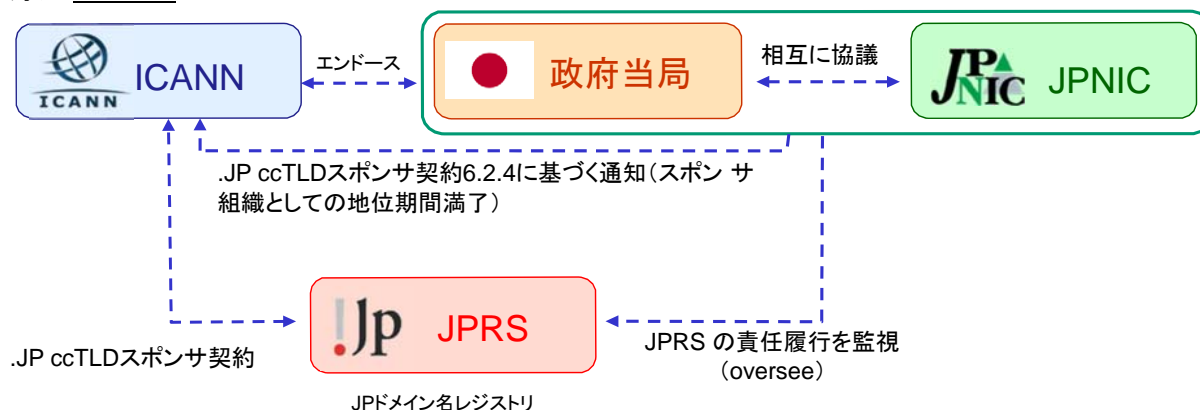 ICANN
ICANN
エンドース
政府当局
相互に協議
JPNIC
JPNIC
.JP ccTLDスポンサ契約6.2.4に基づく通知（スポン サ
組織としての地位期間満了）
Jp
JPRS
.JP ccTLDスポンサ契約
JPRS の責任履行を監視
（oversee）
JPドメイン名レジストリ